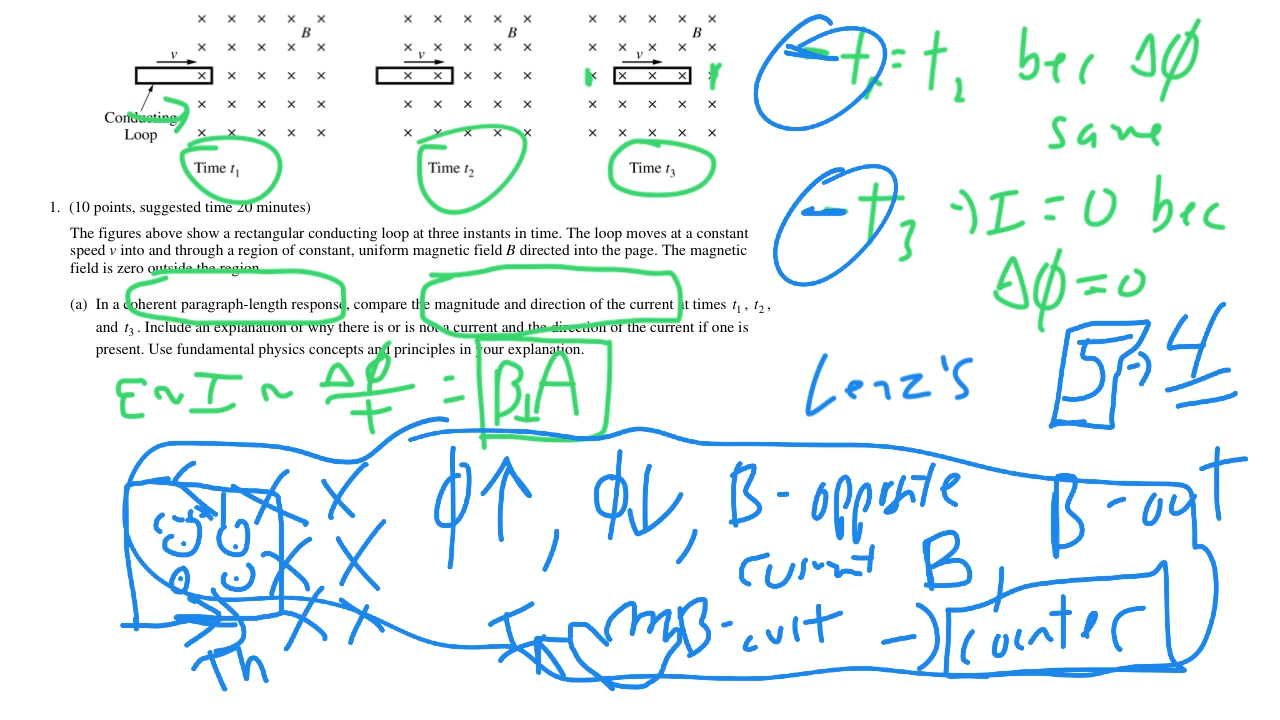 × × × × × × × × × × × × × × ×
B B B
v v v
Conducting
Loop
Time t₁ Time t₂ Time t₃
1. (10 points, suggested time 20 minutes)
The figures above show a rectangular conducting loop at three instants in time. The loop moves at a constant
speed v into and through a region of constant, uniform magnetic field B directed into the page. The magnetic
field is zero outside the region.
(a) In a coherent paragraph-length response, compare the magnitude and direction of the current at times t₁, t₂,
and t₃. Include an explanation of why there is or is not a current and the direction of the current if one is
present. Use fundamental physics concepts and principles in your explanation.
- t₁ = t₂ bec Δϕ
same
- t₃ → I = 0 bec
Δϕ = 0
ε ~ I ~ Δϕ/t = B⊥A
Lenz's
5 → 4
ϕ↑, ϕ↓, B - opposite
current B,
B - out
B - out → counter